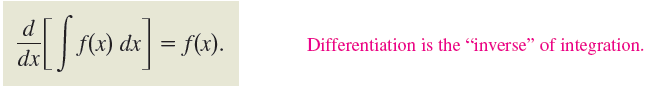 d/dx[∫ f(x) dx] = f(x).
Differentiation is the “inverse” of integration.